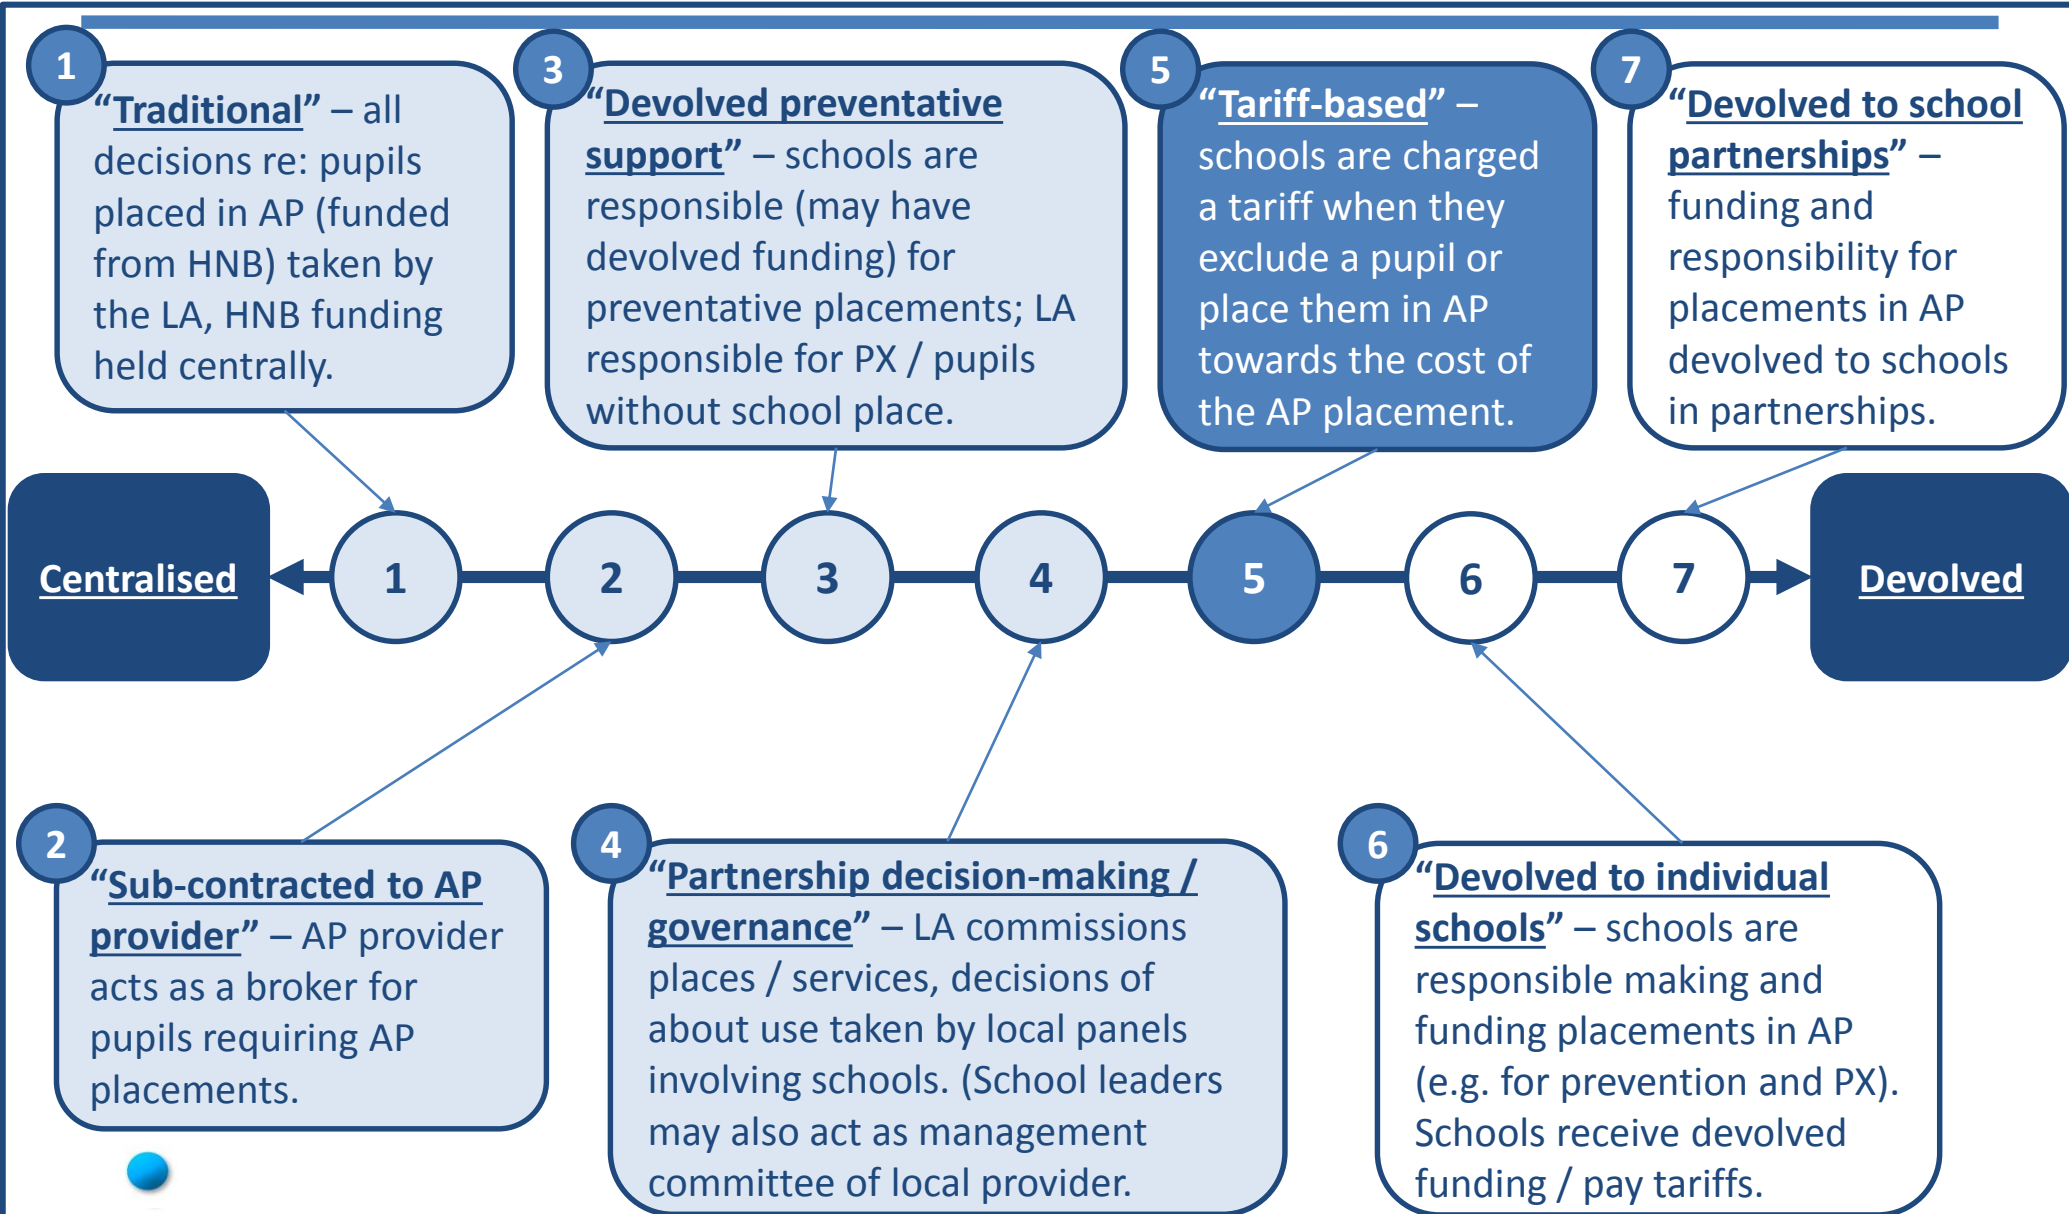 1
“Traditional” – all
decisions re: pupils
placed in AP (funded
from HNB) taken by
the LA, HNB funding
held centrally.
3
“Devolved preventative
support” – schools are
responsible (may have
devolved funding) for
preventative placements; LA
responsible for PX / pupils
without school place.
5
“Tariff-based” –
schools are charged
a tariff when they
exclude a pupil or
place them in AP
towards the cost of
the AP placement.
7
“Devolved to school
partnerships” –
funding and
responsibility for
placements in AP
devolved to schools
in partnerships.
Centralised
1
2
3
4
5
6
7
Devolved
2
“Sub-contracted to AP
provider” – AP provider
acts as a broker for
pupils requiring AP
placements.
4
“Partnership decision-making /
governance” – LA commissions
places / services, decisions of
about use taken by local panels
involving schools. (School leaders
may also act as management
committee of local provider.
6
“Devolved to individual
schools” – schools are
responsible making and
funding placements in AP
(e.g. for prevention and PX).
Schools receive devolved
funding / pay tariffs.